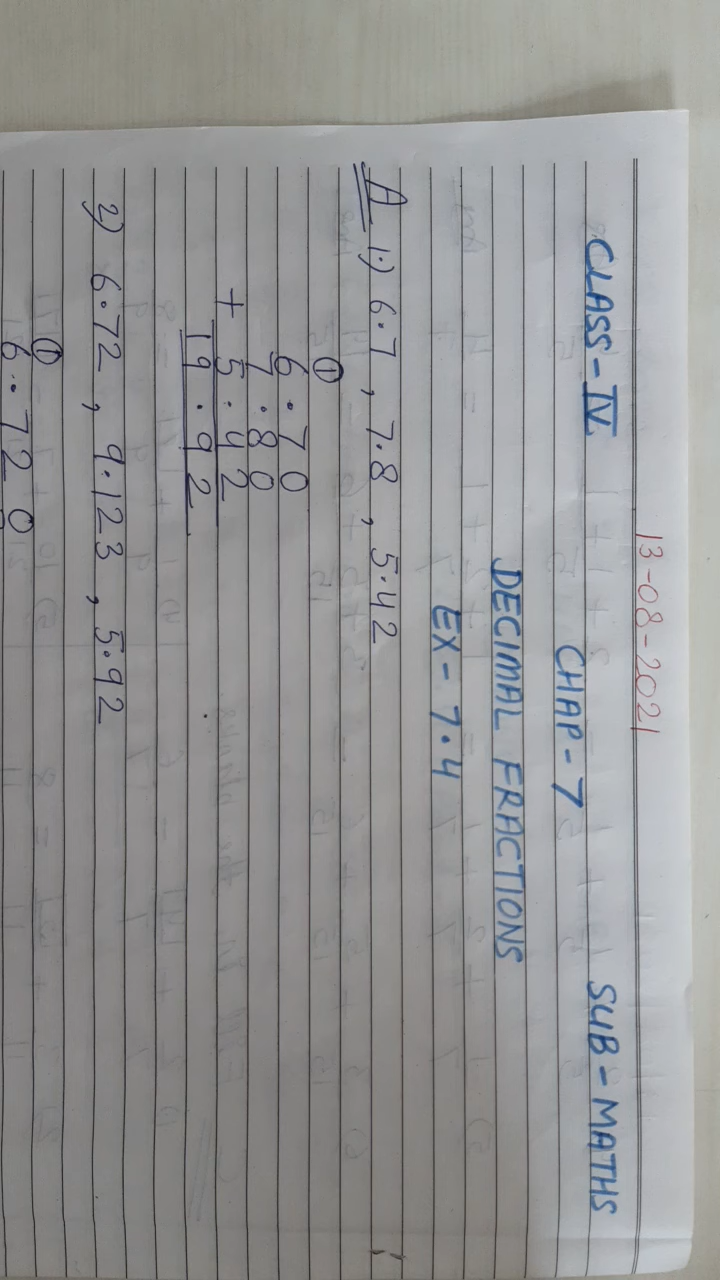 13-08-2021
CLASS-IV CHAP-7 SUB-MATHS
DECIMAL FRACTIONS
EX-7.4
A 1.) 6.7, 7.8, 5.42
1
6.70
7.80
+ 5.42
19.92
2) 6.72, 9.123, 5.92
1
6.720